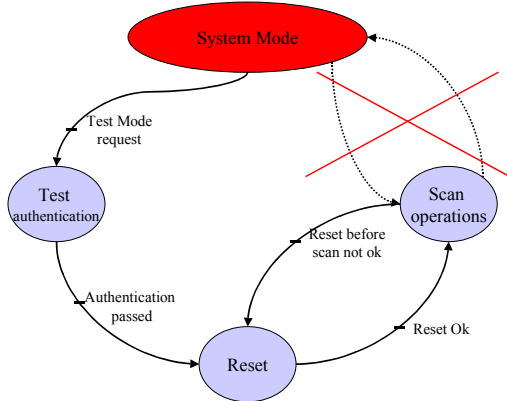 System Mode
Test Mode
request
Test
authentication
Scan
operations
Reset before
scan not ok
Authentication
passed
Reset Ok
Reset